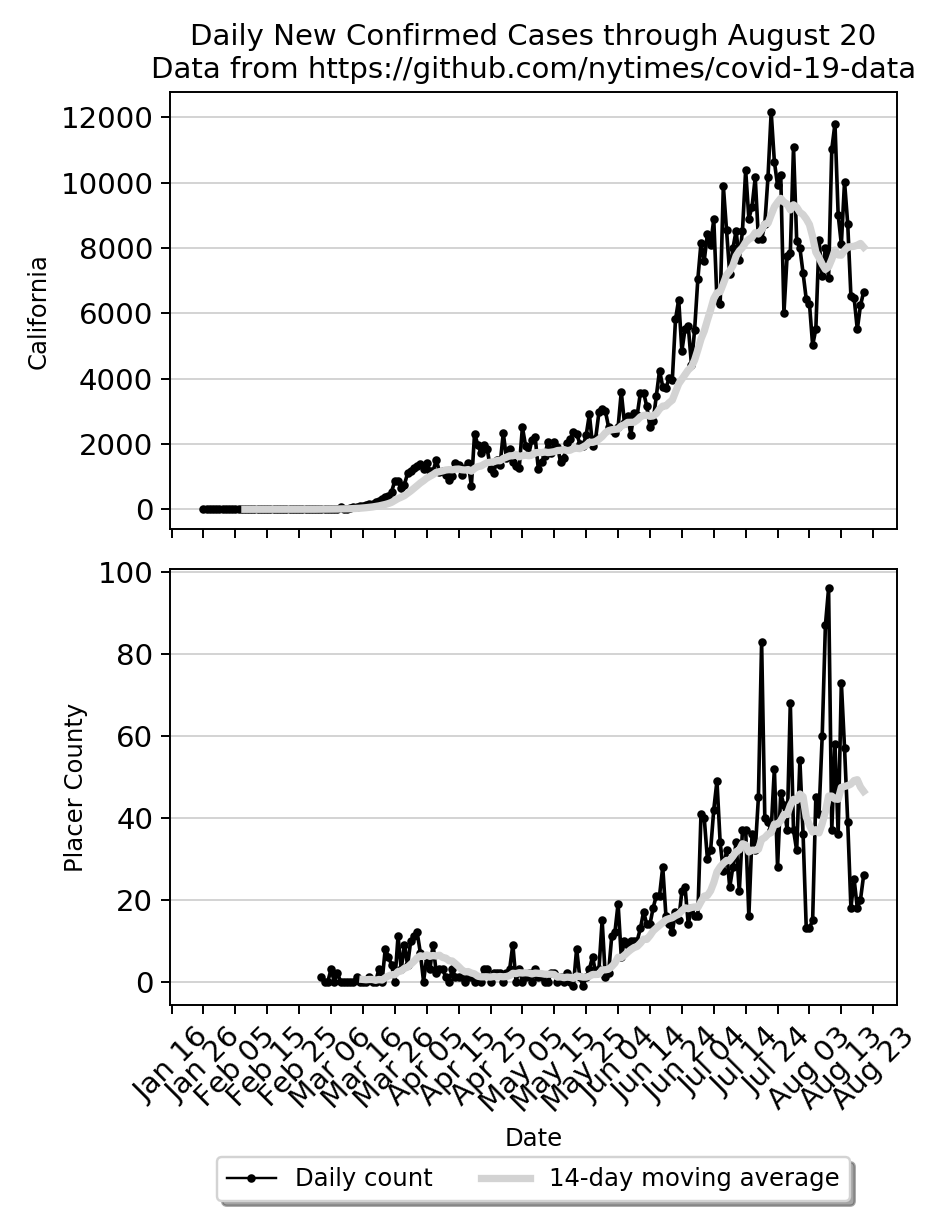 Daily New Confirmed Cases through August 20
Data from https://github.com/nytimes/covid-19-data
12000
10000
8000
6000
4000
2000
0
California
100
80
60
40
20
0
Placer County
Jan 16
Jan 26
Feb 05
Feb 15
Feb 25
Mar 06
Mar 16
Mar 26
Apr 05
Apr 15
Apr 25
May 05
May 15
May 25
Jun 04
Jun 14
Jun 24
Jul 04
Jul 14
Jul 24
Aug 03
Aug 13
Aug 23
Date
Daily count 14-day moving average